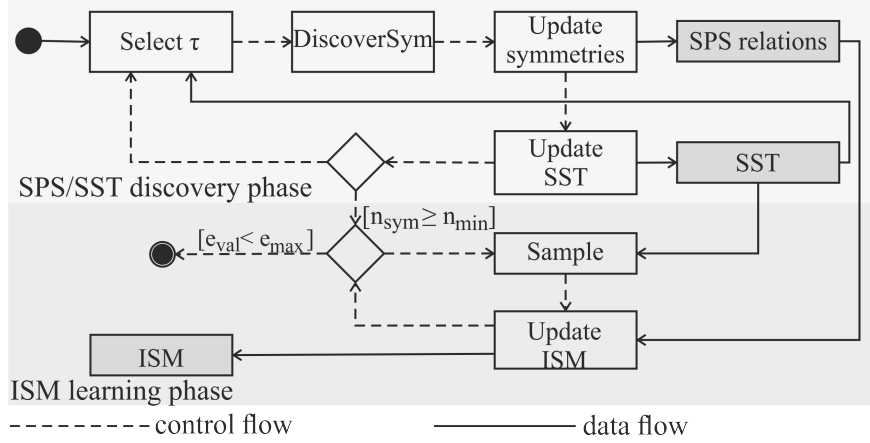 Select τ
DiscoverSym
Update
symmetries
SPS relations
Update
SST
SST
SPS/SST discovery phase
[n_sym ≥ n_min]
[e_val < e_max]
Sample
Update
ISM
ISM
ISM learning phase
control flow
data flow